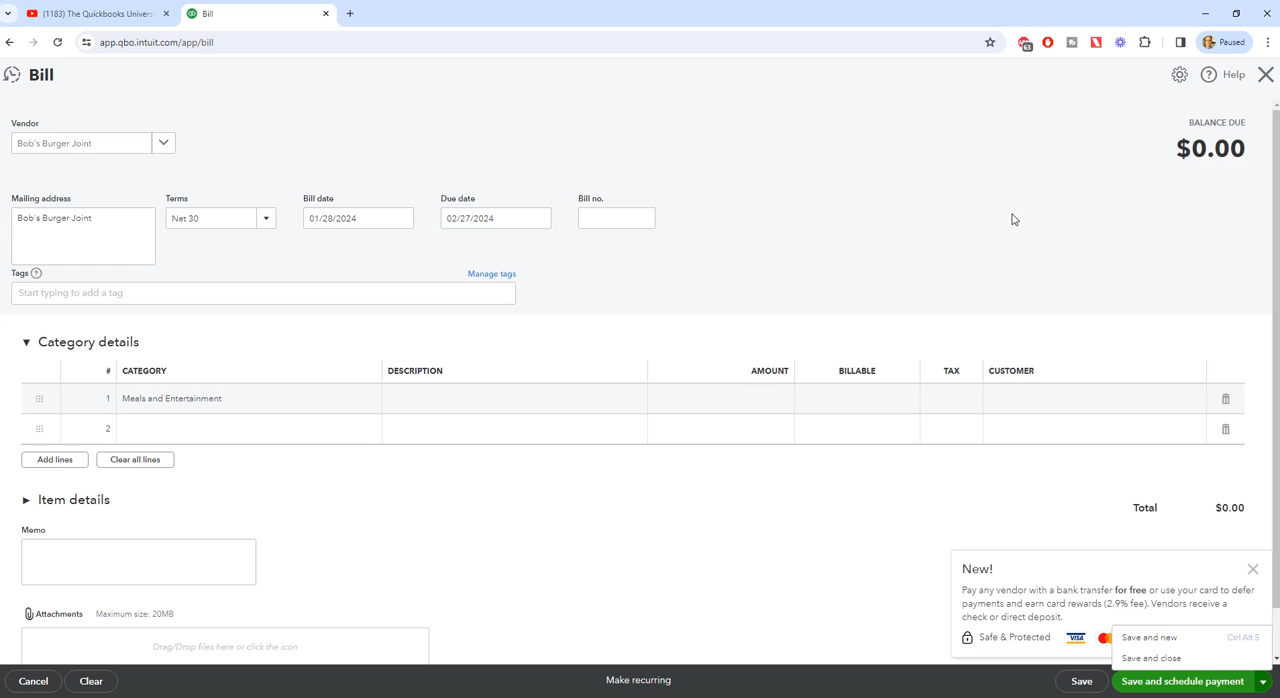 (1183) The Quickbooks Univers
Bill
app.qbo.intuit.com/app/bill
63
Paused
Bill
Help
Vendor
BALANCE DUE
Bob's Burger Joint
$0.00
Mailing address
Terms
Bill date
Due date
Bill no.
Bob's Burger Joint
Net 30
01/28/2024
02/27/2024
Tags
Manage tags
Start typing to add a tag
Category details
# CATEGORY DESCRIPTION AMOUNT BILLABLE TAX CUSTOMER
1 Meals and Entertainment
2
Add lines
Clear all lines
Item details
Total $0.00
Memo
New!
Pay any vendor with a bank transfer for free or use your card to defer
payments and earn card rewards (2.9% fee). Vendors receive a
check or direct deposit.
Safe & Protected
VISA
Attachments Maximum size: 20MB
Drag/Drop files here or click the icon
Save and new Ctrl Alt S
Save and close
Cancel
Clear
Make recurring
Save
Save and schedule payment